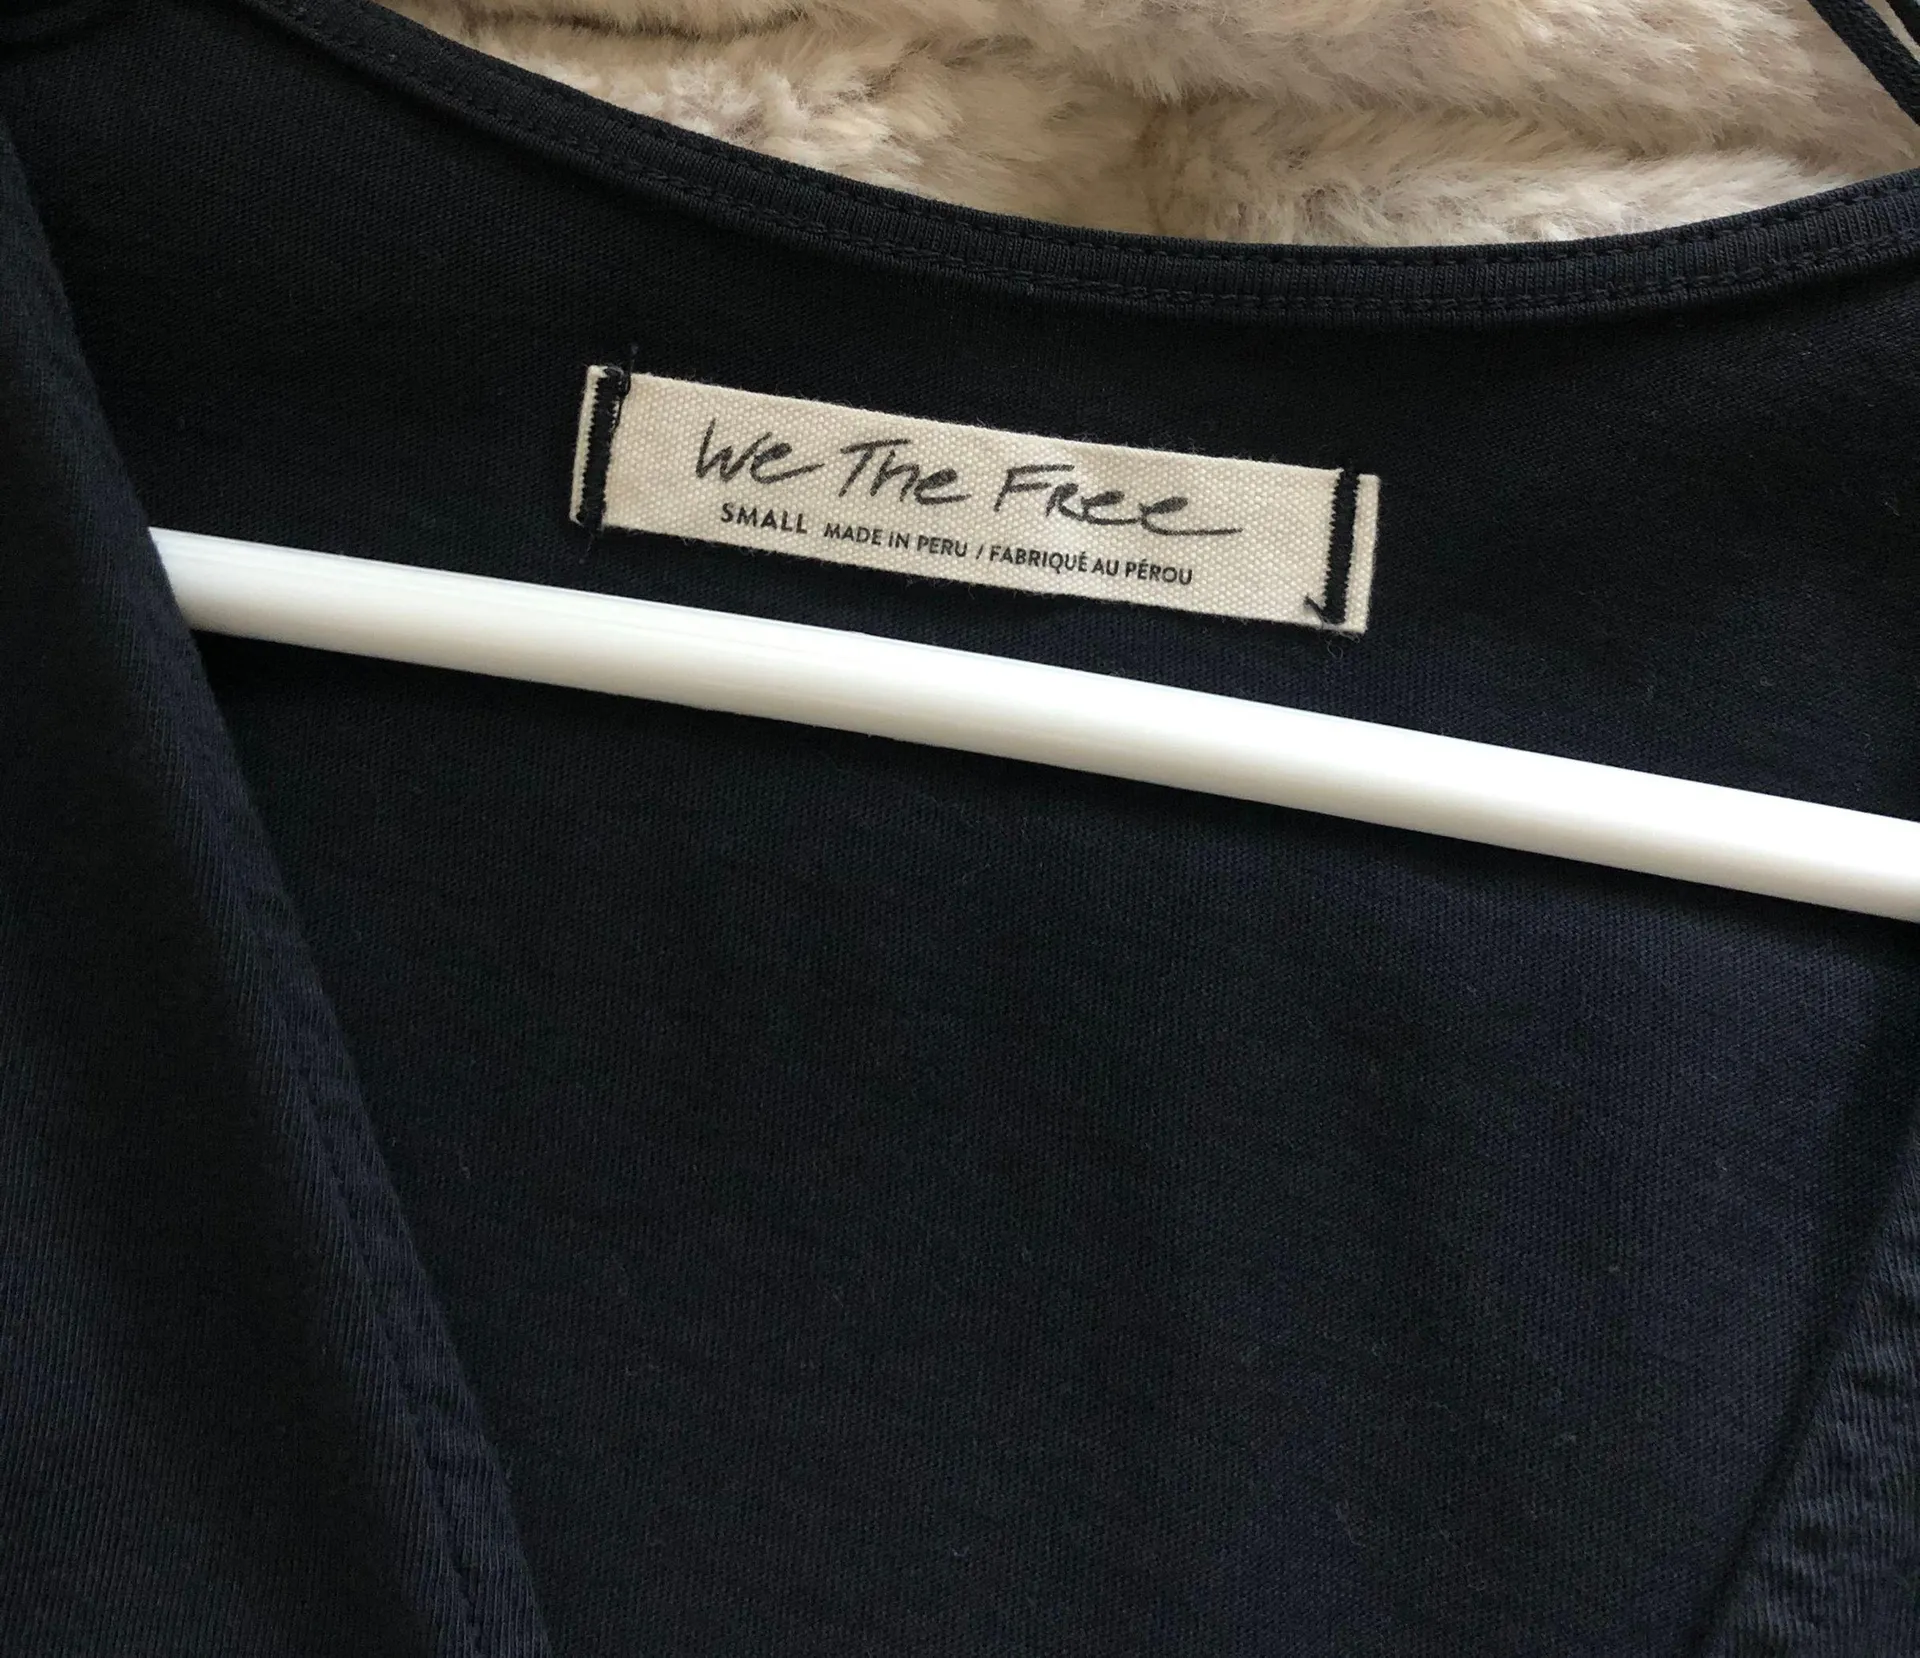 We The Free
SMALL MADE IN PERU / FABRIQUÉ AU PÉROU